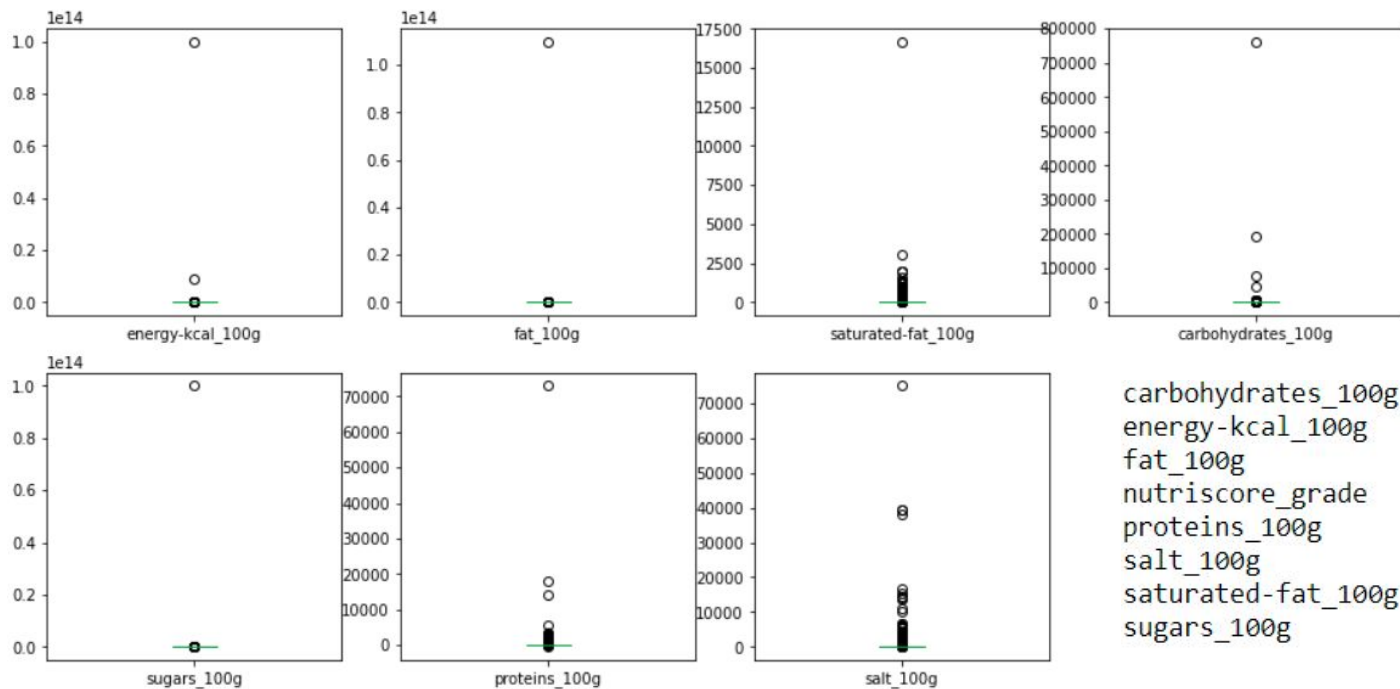 1e14
1.0
0.8
0.6
0.4
0.2
0.0
energy-kcal_100g
1e14
1.0
0.8
0.6
0.4
0.2
0.0
fat_100g
17500
15000
12500
10000
7500
5000
2500
0
saturated-fat_100g
800000
700000
600000
500000
400000
300000
200000
100000
0
carbohydrates_100g
1e14
1.0
0.8
0.6
0.4
0.2
0.0
sugars_100g
70000
60000
50000
40000
30000
20000
10000
0
proteins_100g
70000
60000
50000
40000
30000
20000
10000
0
salt_100g
carbohydrates_100g
energy-kcal_100g
fat_100g
nutriscore_grade
proteins_100g
salt_100g
saturated-fat_100g
sugars_100g